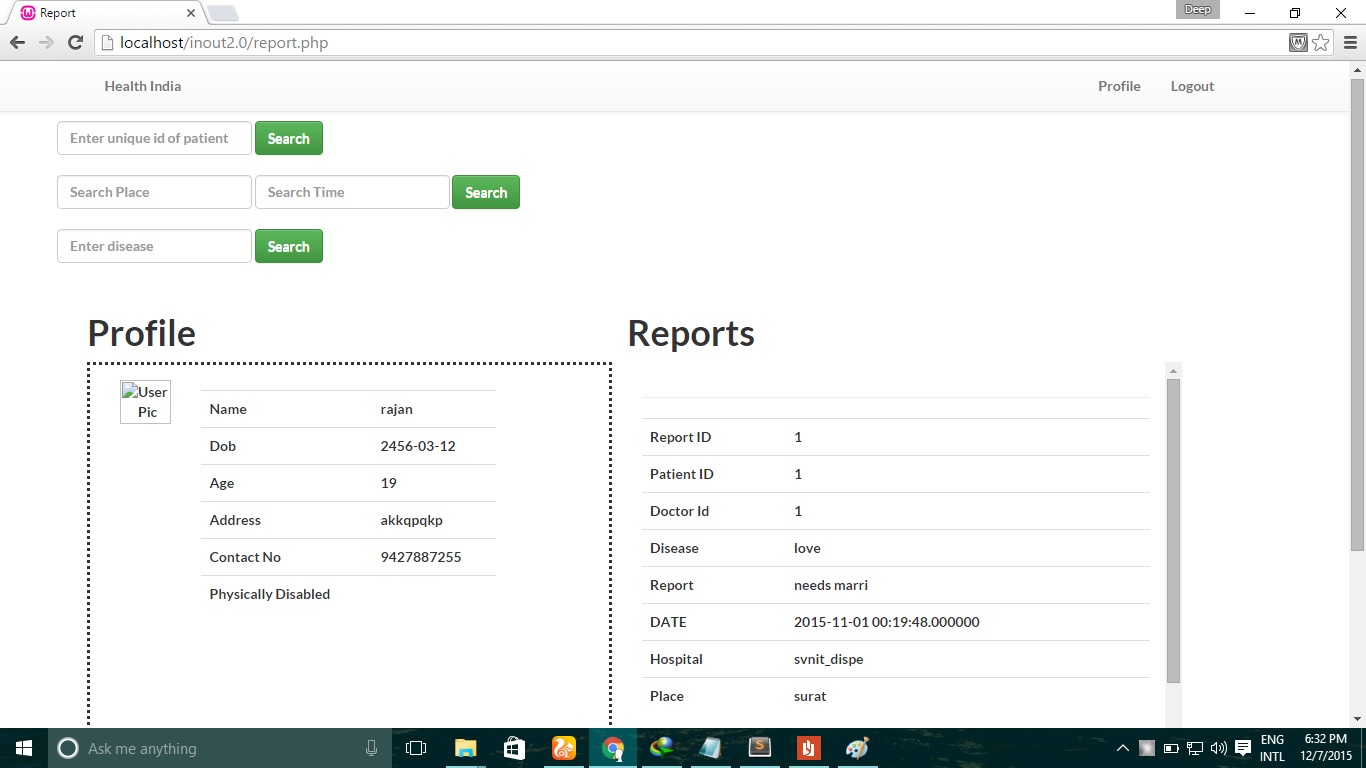 Report
Deep
localhost/inout2.0/report.php
Health India
Profile
Logout
Enter unique id of patient
Search
Search Place
Search Time
Search
Enter disease
Search
Profile
User Pic
Name rajan
Dob 2456-03-12
Age 19
Address akkqpqkp
Contact No 9427887255
Physically Disabled
Reports
Report ID 1
Patient ID 1
Doctor Id 1
Disease love
Report needs marri
DATE 2015-11-01 00:19:48.000000
Hospital svnit_dispe
Place surat
Ask me anything
ENG
INTL
6:32 PM
12/7/2015